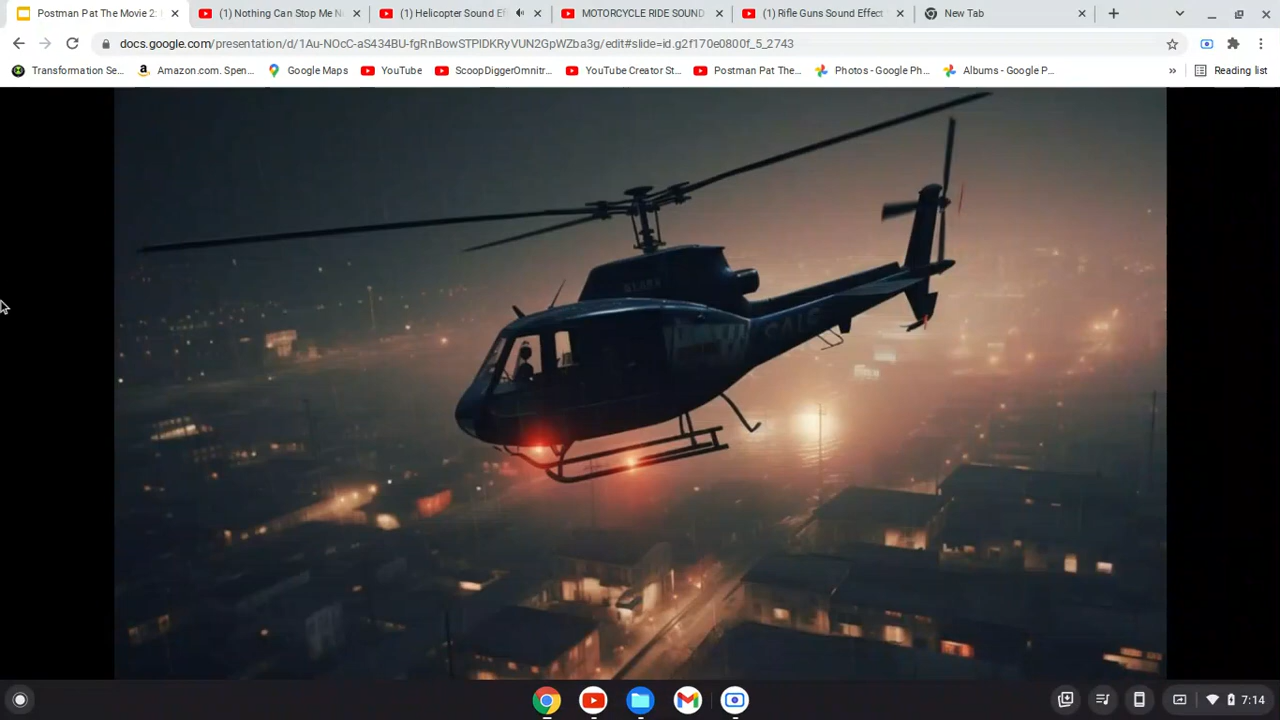 Postman Pat The Movie 2:
(1) Nothing Can Stop Me N
(1) Helicopster Sound Ef
MOTORCYCLE RIDE SOUND
(1) Rifle Guns Sound Effect
New Tab
docs.google.com/presentation/d/1Au-NOcC-aS434BU-fgRnBowSTPIDKRyYUN2GpWZba3g/edit#slide=id.g2f170e0800f_5_2743
Transformation Se...
Amazon.com. Spen...
Google Maps
YouTube
ScoopDiggerOmnitr...
YouTube Creator St...
Postman Pat The...
Photos - Google Ph...
Albums - Google P...
»
Reading list
7:14